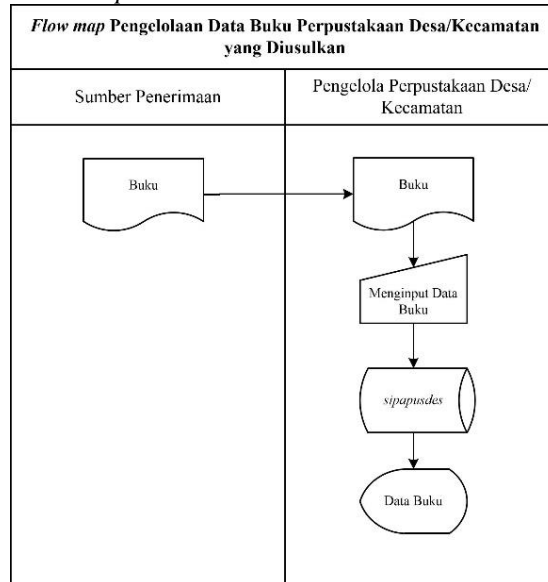 Flow map Pengelolaan Data Buku Perpustakaan Desa/Kecamatan
yang Diusulkan
Sumber Penerimaan
Pengelola Perpustakaan Desa/
Kecamatan
Buku
Buku
Menginput Data
Buku
sipapusdes
Data Buku